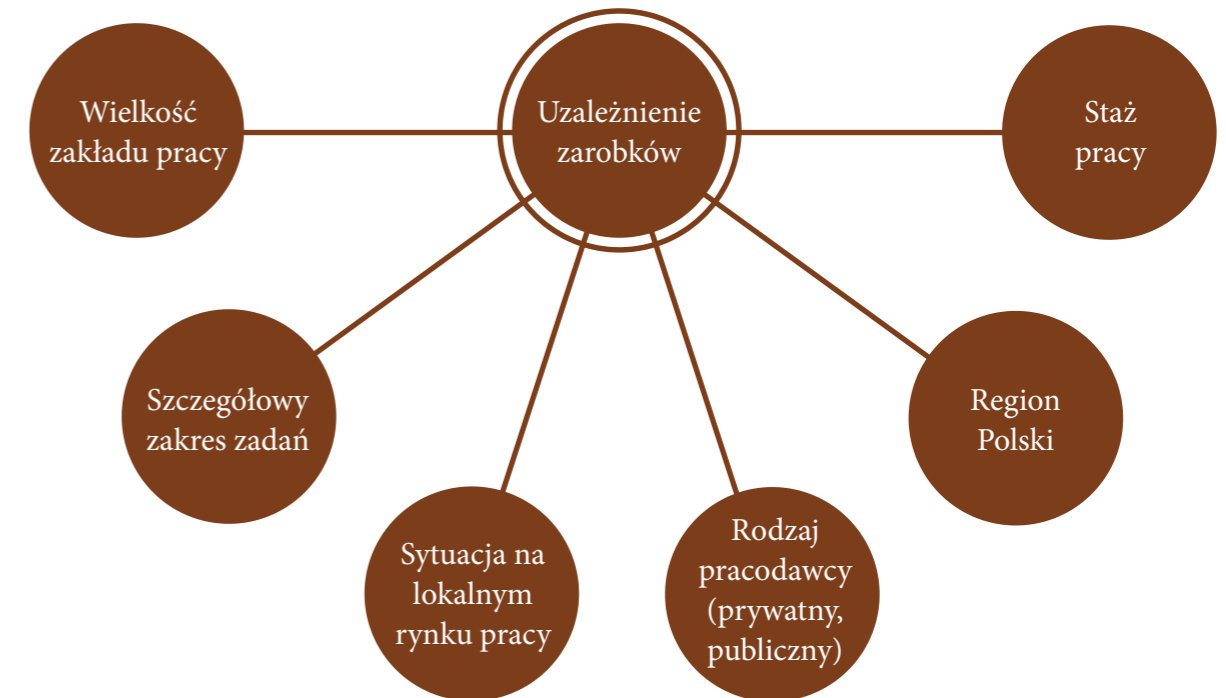 Wielkość
zakładu pracy
Uzależnienie
zarobków
Staż
pracy
Szczegółowy
zakres zadań
Region
Polski
Sytuacja na
lokalnym
rynku pracy
Rodzaj
pracodawcy
(prywatny,
publiczny)